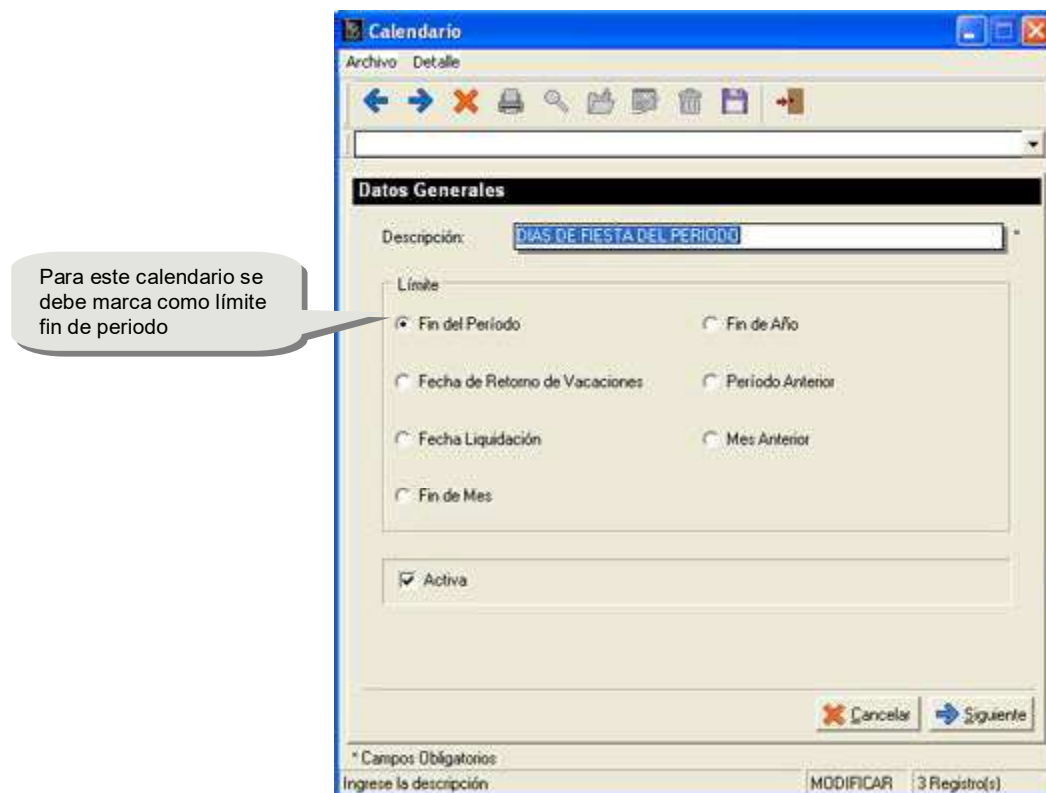 Calendario
Archivo Detalle
Datos Generales
Descripción: DIAS DE FIESTA DEL PERIODO *
Para este calendario se
debe marca como límite
fin de periodo
Límite
Fin del Período
Fin de Año
Fecha de Retorno de Vacaciones
Período Anterior
Fecha Liquidación
Mes Anterior
Fin de Mes
Activa
Cancelar
Siguiente
* Campos Obligatorios
Ingrese la descripción
MODIFICAR
3 Registro(s)